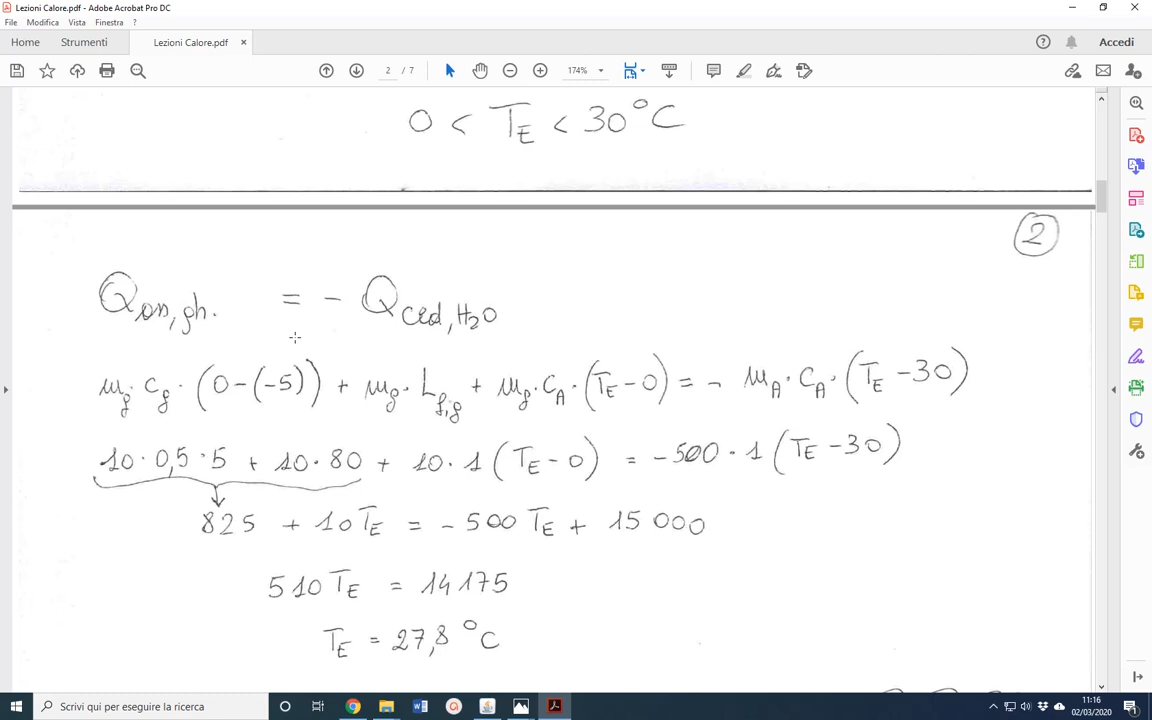 Lezioni Calore.pdf - Adobe Acrobat Pro DC
File Modifica Vista Finestra ?
Home Strumenti Lezioni Calore.pdf × Accedi
2 / 7 174%
0 < T_E < 30°C
2
Q_ass, gh. = - Q_ced, H₂O
m_g · c_g · (0-(-5)) + m_g · L_f,g + m_g · C_A · (T_E - 0) = - m_A · C_A · (T_E - 30)
10 · 0,5 · 5 + 10 · 80 + 10 · 1 (T_E - 0) = -500 · 1 (T_E - 30)
825 + 10 T_E = - 500 T_E + 15 000
510 T_E = 14175
T_E = 27,8 °C
Scrivi qui per eseguire la ricerca
11:16
02/03/2020
1